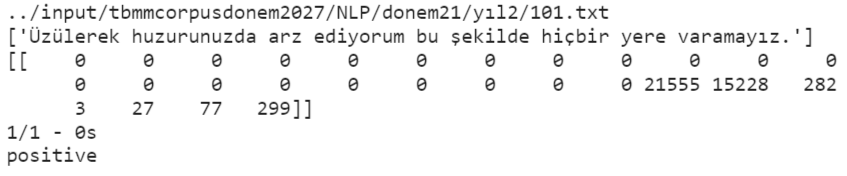 ../input/tbmmcorpusdonem2027/NLP/donem21/yıl2/101.txt
['Üzülerek huzurunuzda arz ediyorum bu şekilde hiçbir yere varamayız.']
[[    0     0     0     0     0     0     0     0     0     0     0     0
      0     0     0     0     0     0     0     0     0 21555 15228   282
      3    27    77   299]]
1/1 - 0s
positive